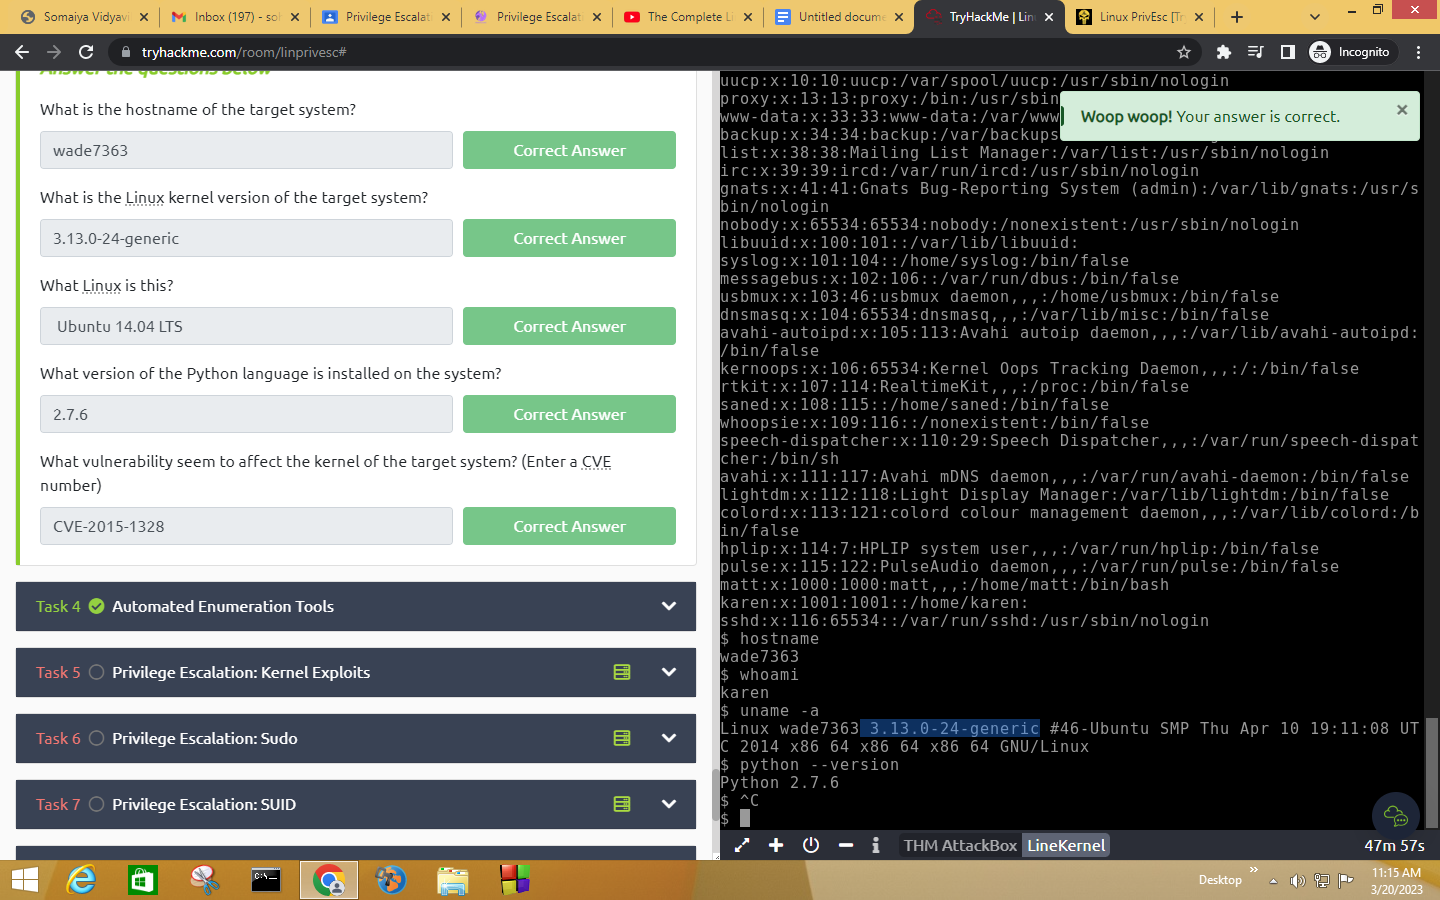 Somaiya Vidyavi
Inbox (197) - so
Privilege Escalat
Privilege Escalat
The Complete Li
Untitled docume
TryHackMe | Lin
Linux PrivEsc [Tr
tryhackme.com/room/linprivesc#
Incognito
Answer the questions below
What is the hostname of the target system?
wade7363
Correct Answer
What is the Linux kernel version of the target system?
3.13.0-24-generic
Correct Answer
What Linux is this?
Ubuntu 14.04 LTS
Correct Answer
What version of the Python language is installed on the system?
2.7.6
Correct Answer
What vulnerability seem to affect the kernel of the target system? (Enter a CVE
number)
CVE-2015-1328
Correct Answer
Task 4 Automated Enumeration Tools
Task 5 Privilege Escalation: Kernel Exploits
Task 6 Privilege Escalation: Sudo
Task 7 Privilege Escalation: SUID
uucp:x:10:10:uucp:/var/spool/uucp:/usr/sbin/nologin
proxy:x:13:13:proxy:/bin:/usr/sbin
www-data:x:33:33:www-data:/var/www
backup:x:34:34:backup:/var/backups
Woop woop! Your answer is correct.
list:x:38:38:Mailing List Manager:/var/list:/usr/sbin/nologin
irc:x:39:39:ircd:/var/run/ircd:/usr/sbin/nologin
gnats:x:41:41:Gnats Bug-Reporting System (admin):/var/lib/gnats:/usr/s
bin/nologin
nobody:x:65534:65534:nobody:/nonexistent:/usr/sbin/nologin
libuuid:x:100:101::/var/lib/libuuid:
syslog:x:101:104::/home/syslog:/bin/false
messagebus:x:102:106::/var/run/dbus:/bin/false
usbmux:x:103:46:usbmux daemon,,,:/home/usbmux:/bin/false
dnsmasq:x:104:65534:dnsmasq,,,:/var/lib/misc:/bin/false
avahi-autoipd:x:105:113:Avahi autoip daemon,,,:/var/lib/avahi-autoipd:
/bin/false
kernoops:x:106:65534:Kernel Oops Tracking Daemon,,,:/:/bin/false
rtkit:x:107:114:RealtimeKit,,,:/proc:/bin/false
saned:x:108:115::/home/saned:/bin/false
whoopsie:x:109:116::/nonexistent:/bin/false
speech-dispatcher:x:110:29:Speech Dispatcher,,,:/var/run/speech-dispat
cher:/bin/sh
avahi:x:111:117:Avahi mDNS daemon,,,:/var/run/avahi-daemon:/bin/false
lightdm:x:112:118:Light Display Manager:/var/lib/lightdm:/bin/false
colord:x:113:121:colord colour management daemon,,,:/var/lib/colord:/b
in/false
hplip:x:114:7:HPLIP system user,,,:/var/run/hplip:/bin/false
pulse:x:115:122:PulseAudio daemon,,,:/var/run/pulse:/bin/false
matt:x:1000:1000:matt,,,:/home/matt:/bin/bash
karen:x:1001:1001::/home/karen:
sshd:x:116:65534::/var/run/sshd:/usr/sbin/nologin
$ hostname
wade7363
$ whoami
karen
$ uname -a
Linux wade7363 3.13.0-24-generic #46-Ubuntu SMP Thu Apr 10 19:11:08 UT
C 2014 x86 64 x86 64 x86 64 GNU/Linux
$ python --version
Python 2.7.6
$ ^C
$
THM AttackBox
LineKernel
47m 57s
C:\_
Desktop
11:15 AM
3/20/2023